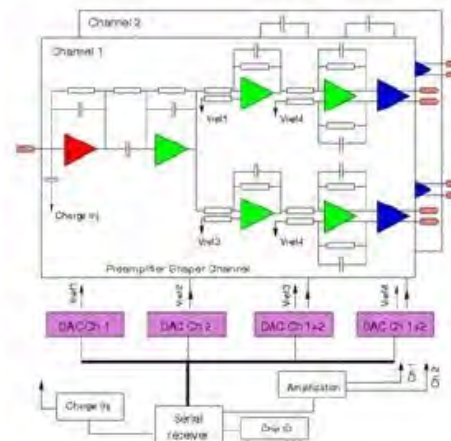 Channel 2
Channel 1
Vref1
Vref4
Charge Inj
Vref3
Vref4
Preamplifier Shaper Channel
Vref1
Vref2
Vref3
Vref4
DAC Ch 1
DAC Ch 2
DAC Ch 1+2
DAC Ch 1+2
Amplification
Ch 1
Ch 2
Charge Inj
Serial
receiver
Chip ID